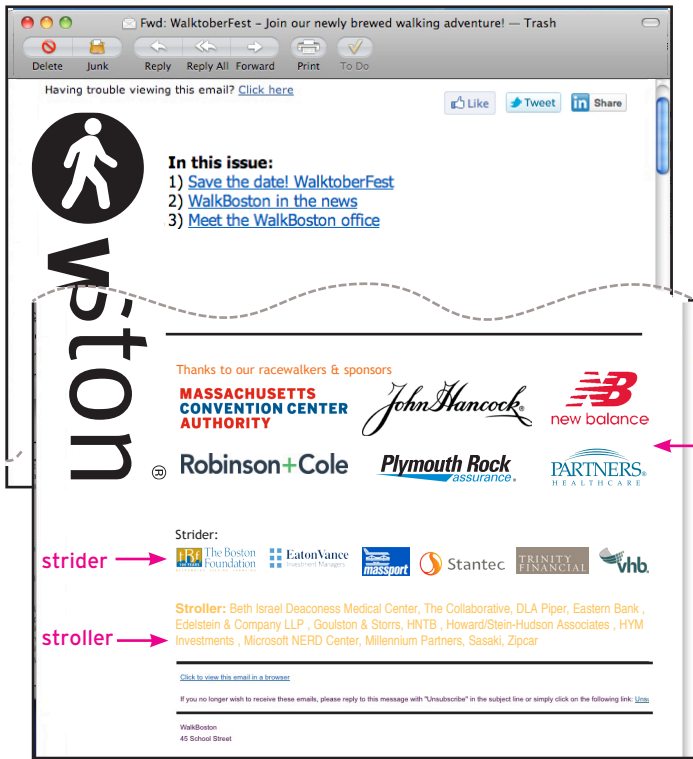 Fwd: WalktoberFest – Join our newly brewed walking adventure! — Trash
Delete Junk Reply Reply All Forward Print To Do
Having trouble viewing this email? Click here
Like Tweet in Share
In this issue:
1) Save the date! WalktoberFest
2) WalkBoston in the news
3) Meet the WalkBoston office
ston ®
Thanks to our racewalkers & sponsors
MASSACHUSETTS
CONVENTION CENTER
AUTHORITY
John Hancock®
new balance
Robinson+Cole
Plymouth Rock
assurance®
PARTNERS®
HEALTHCARE
Strider:
strider
tBf
The Boston
Foundation
EatonVance
Investment Managers
massport
Stantec
TRINITY
FINANCIAL
vhb
Stroller: Beth Israel Deaconess Medical Center, The Collaborative, DLA Piper, Eastern Bank ,
Edelstein & Company LLP , Goulston & Storrs, HNTB , Howard/Stein-Hudson Associates , HYM
Investments , Microsoft NERD Center, Millennium Partners, Sasaki, Zipcar
stroller
Click to view this email in a browser
If you no longer wish to receive these emails, please reply to this message with "Unsubscribe" in the subject line or simply click on the following link:
WalkBoston
45 School Street